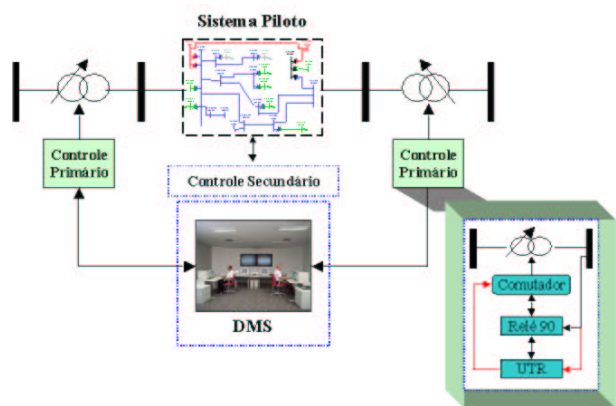 Sistema Piloto
Controle
Primário
Controle
Primário
Controle Secundário
DMS
Comutador
Relé 90
UTR